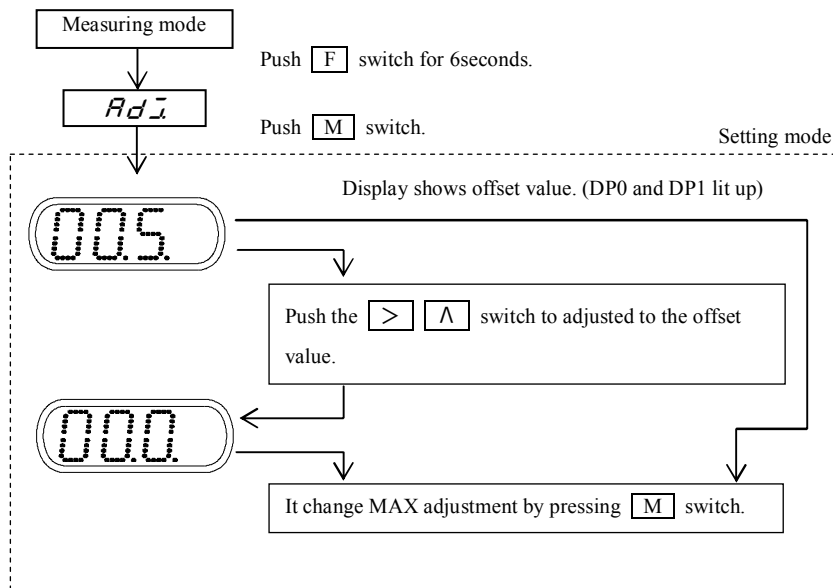 Measuring mode
Push F switch for 6seconds.
AdJ.
Push M switch.
Setting mode
Display shows offset value. (DP0 and DP1 lit up)
00.5.
Push the > Λ switch to adjusted to the offset
value.
00.0.
It change MAX adjustment by pressing M switch.